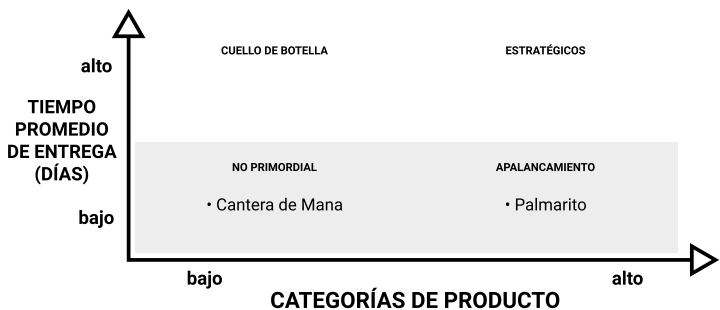 CUELLO DE BOTELLA
ESTRATÉGICOS
alto
TIEMPO
PROMEDIO
DE ENTREGA
(DÍAS)
NO PRIMORDIAL
APALANCAMIENTO
• Cantera de Mana
• Palmarito
bajo
bajo
alto
CATEGORÍAS DE PRODUCTO